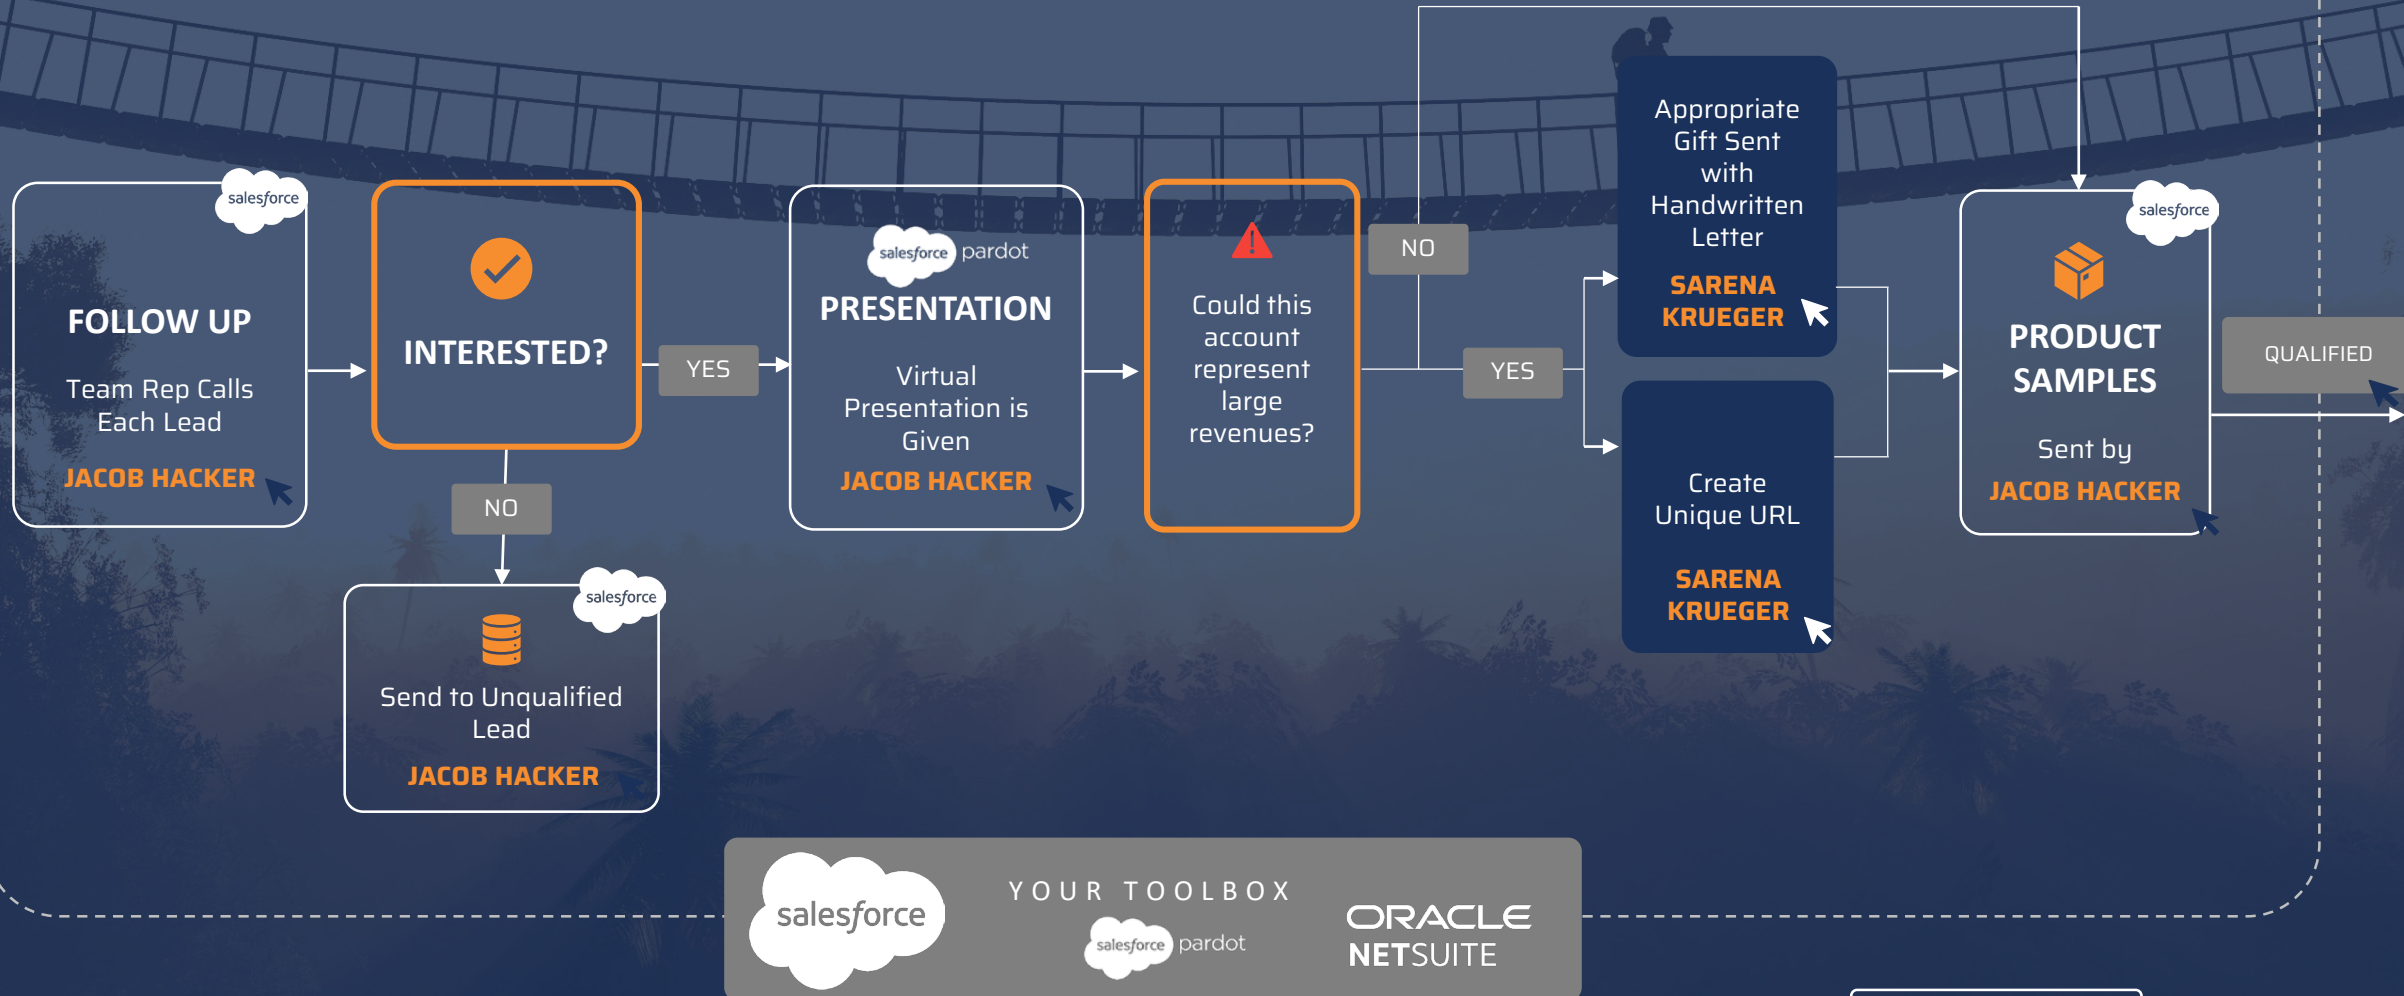 salesforce
FOLLOW UP
Team Rep Calls
Each Lead
JACOB HACKER
INTERESTED?
YES
NO
salesforce
Send to Unqualified
Lead
JACOB HACKER
salesforce pardot
PRESENTATION
Virtual
Presentation is
Given
JACOB HACKER
Could this
account
represent
large
revenues?
NO
YES
Appropriate
Gift Sent
with
Handwritten
Letter
SARENA
KRUEGER
Create
Unique URL
SARENA
KRUEGER
salesforce
PRODUCT
SAMPLES
Sent by
JACOB HACKER
QUALIFIED
YOUR TOOLBOX
salesforce
salesforce pardot
ORACLE
NETSUITE